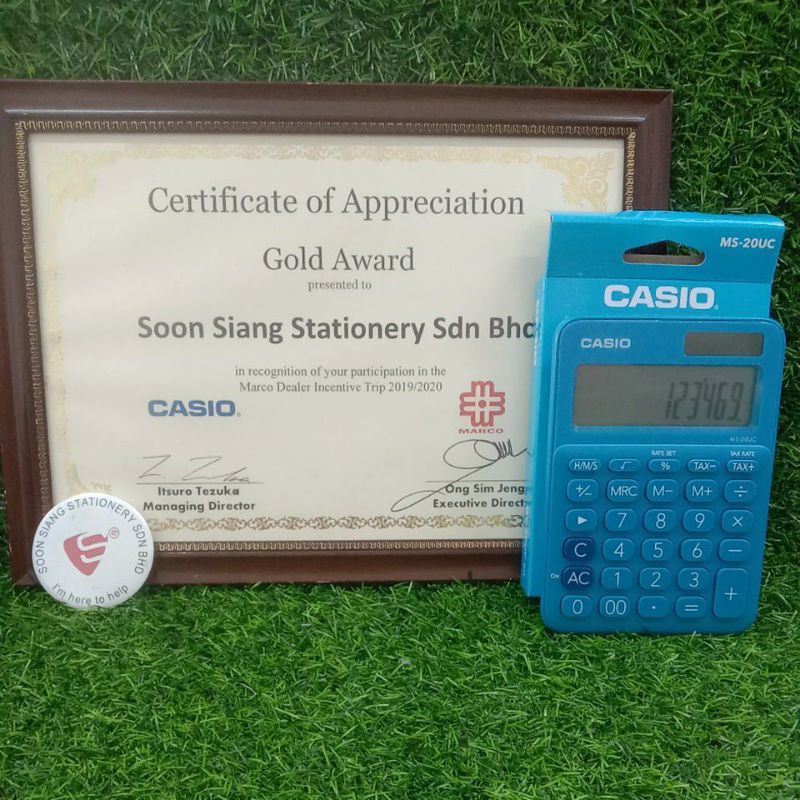 Certificate of Appreciation
Gold Award
presented to
Soon Siang Stationery Sdn Bhd
in recognition of your participation in the
Marco Dealer Incentive Trip 2019/2020
CASIO.
MARCO
Itsuro Tezuka
Managing Director
Ong Sim Jeng
Executive
SOON SIANG STATIONERY SDN BHD
®
I'm here to help
MS-20UC
CASIO
CASIO
MS-20UC
RATE SET TAX RATE
H/M/S √ % TAX− TAX+
+/− MRC M− M+ ÷
▶ 7 8 9 ×
C 4 5 6 −
ON AC 1 2 3 +
0 00 · =